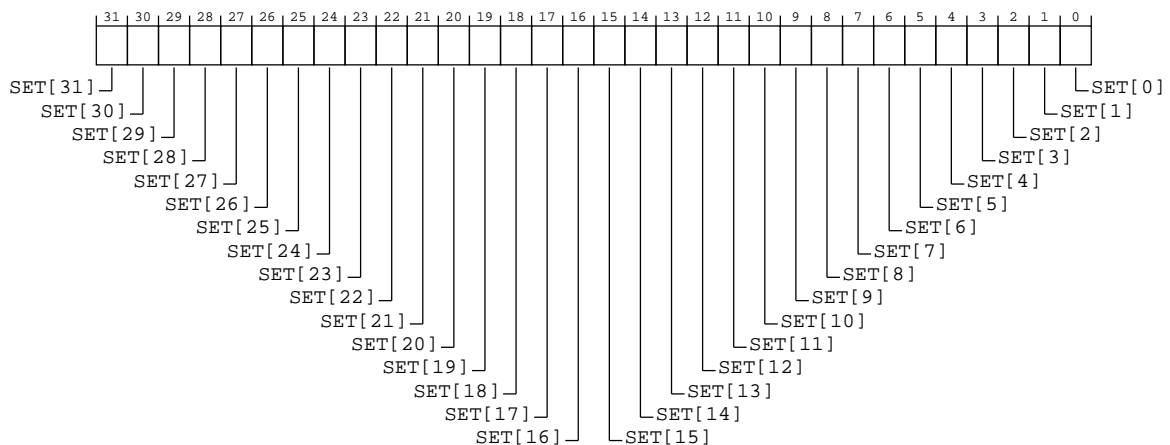 31 30 29 28 27 26 25 24 23 22 21 20 19 18 17 16 15 14 13 12 11 10 9 8 7 6 5 4 3 2 1 0
SET[31] SET[0]
SET[30] SET[1]
SET[29] SET[2]
SET[28] SET[3]
SET[27] SET[4]
SET[26] SET[5]
SET[25] SET[6]
SET[24] SET[7]
SET[23] SET[8]
SET[22] SET[9]
SET[21] SET[10]
SET[20] SET[11]
SET[19] SET[12]
SET[18] SET[13]
SET[17] SET[14]
SET[16] SET[15]